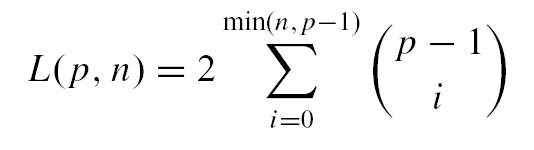 L(p, n) = 2 \sum_{i=0}^{\min(n, p-1)} \binom{p-1}{i}